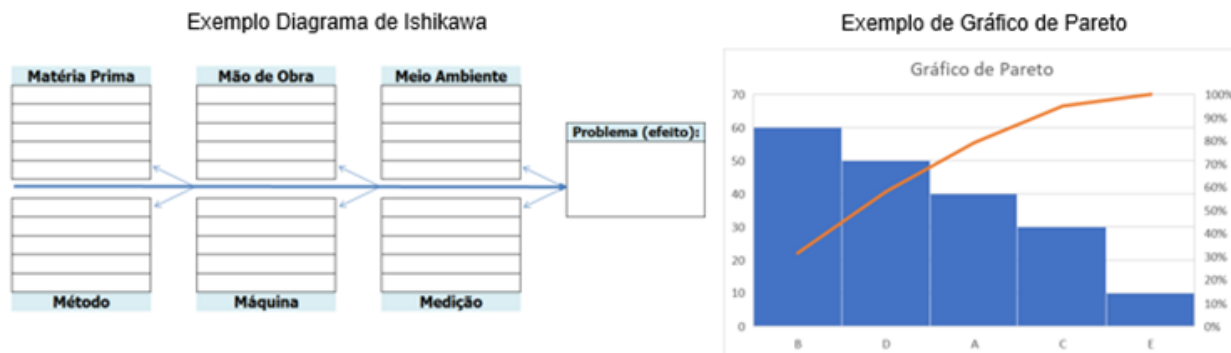 Exemplo Diagrama de Ishikawa
Matéria Prima
Mão de Obra
Meio Ambiente
Problema (efeito):
Método
Máquina
Medição
Exemplo de Gráfico de Pareto
Gráfico de Pareto
70
60
50
40
30
20
10
0
100%
90%
80%
70%
60%
50%
40%
30%
20%
10%
0%
B D A C E